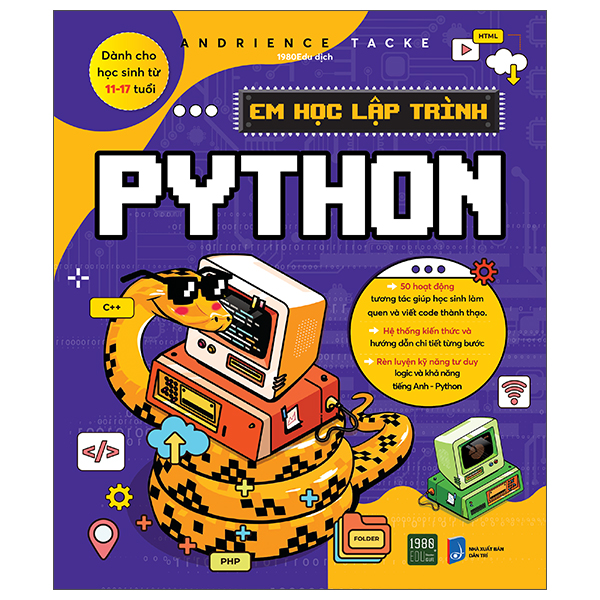 ANDRIENCE TACKE
1980Edu dịch
HTML
Dành cho
học sinh từ
11-17 tuổi
EM HỌC LẬP TRÌNH
PYTHON
C++
50 hoạt động
tương tác giúp học sinh làm
quen và viết code thành thạo.
Hệ thống kiến thức và
hướng dẫn chi tiết từng bước
Rèn luyện kỹ năng tư duy
logic và khả năng
tiếng Anh - Python
</>
PHP
FOLDER
1980
EDU
NHÀ XUẤT BẢN
DÂN TRÍ